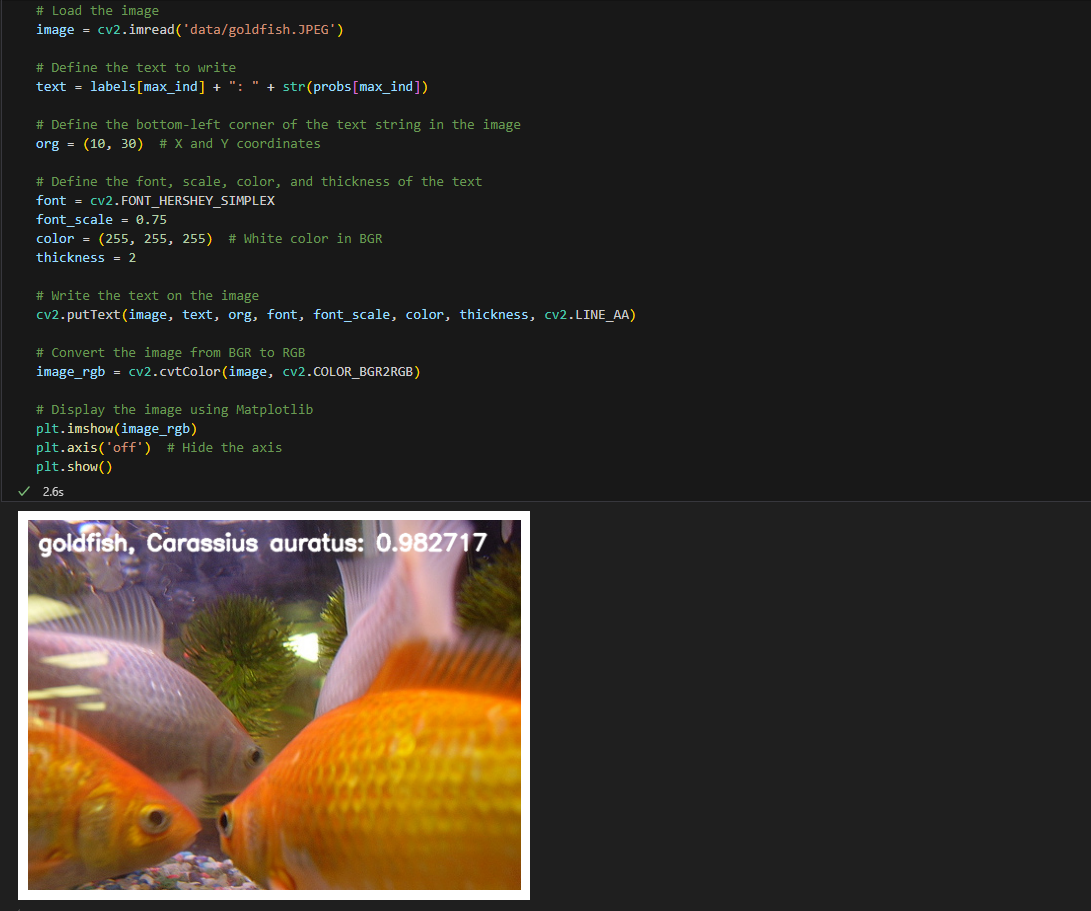 # Load the image
image = cv2.imread('data/goldfish.JPEG')
# Define the text to write
text = labels[max_ind] + ": " + str(probs[max_ind])
# Define the bottom-left corner of the text string in the image
org = (10, 30)  # X and Y coordinates
# Define the font, scale, color, and thickness of the text
font = cv2.FONT_HERSHEY_SIMPLEX
font_scale = 0.75
color = (255, 255, 255)  # White color in BGR
thickness = 2
# Write the text on the image
cv2.putText(image, text, org, font, font_scale, color, thickness, cv2.LINE_AA)
# Convert the image from BGR to RGB
image_rgb = cv2.cvtColor(image, cv2.COLOR_BGR2RGB)
# Display the image using Matplotlib
plt.imshow(image_rgb)
plt.axis('off')  # Hide the axis
plt.show()
2.6s
goldfish, Carassius auratus: 0.982717